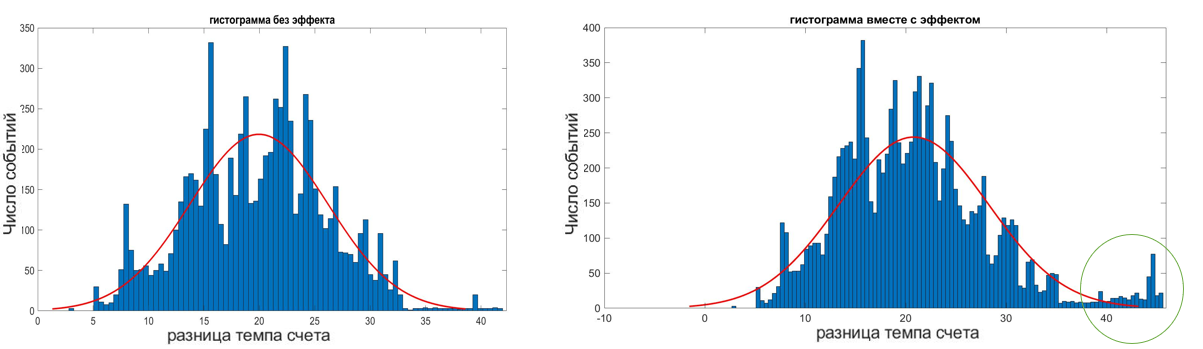 гистограмма без эффекта
350
300
250
200
150
100
50
0
Число событий
0 5 10 15 20 25 30 35 40
разница темпа счета
гистограмма вместе с эффектом
400
350
300
250
200
150
100
50
0
Число событий
-10 0 10 20 30 40
разница темпа счета